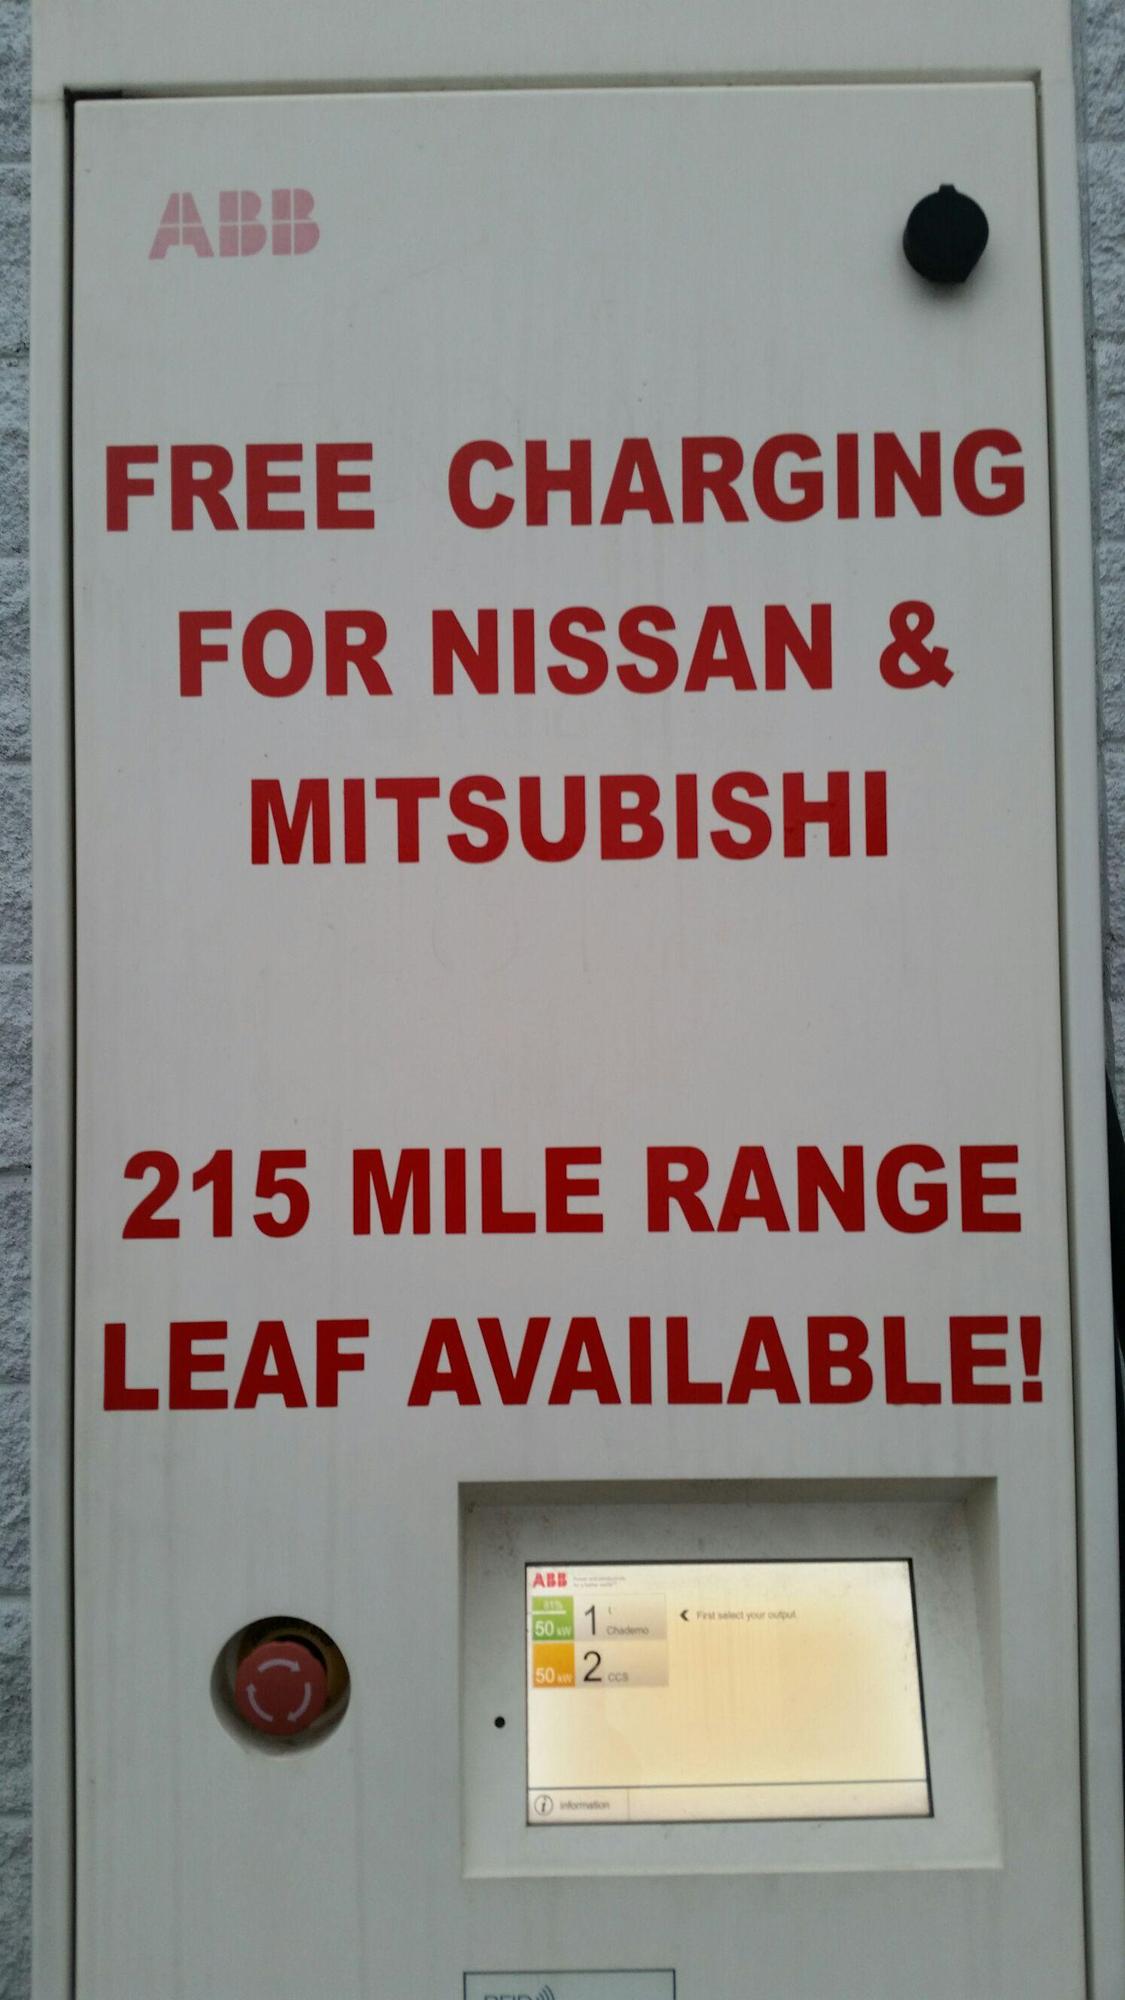 ABB
FREE CHARGING
FOR NISSAN &
MITSUBISHI
215 MILE RANGE
LEAF AVAILABLE!
ABB
50 kW 1 Chademo
First select your output
50 kW 2 CCS
i Information
RFID